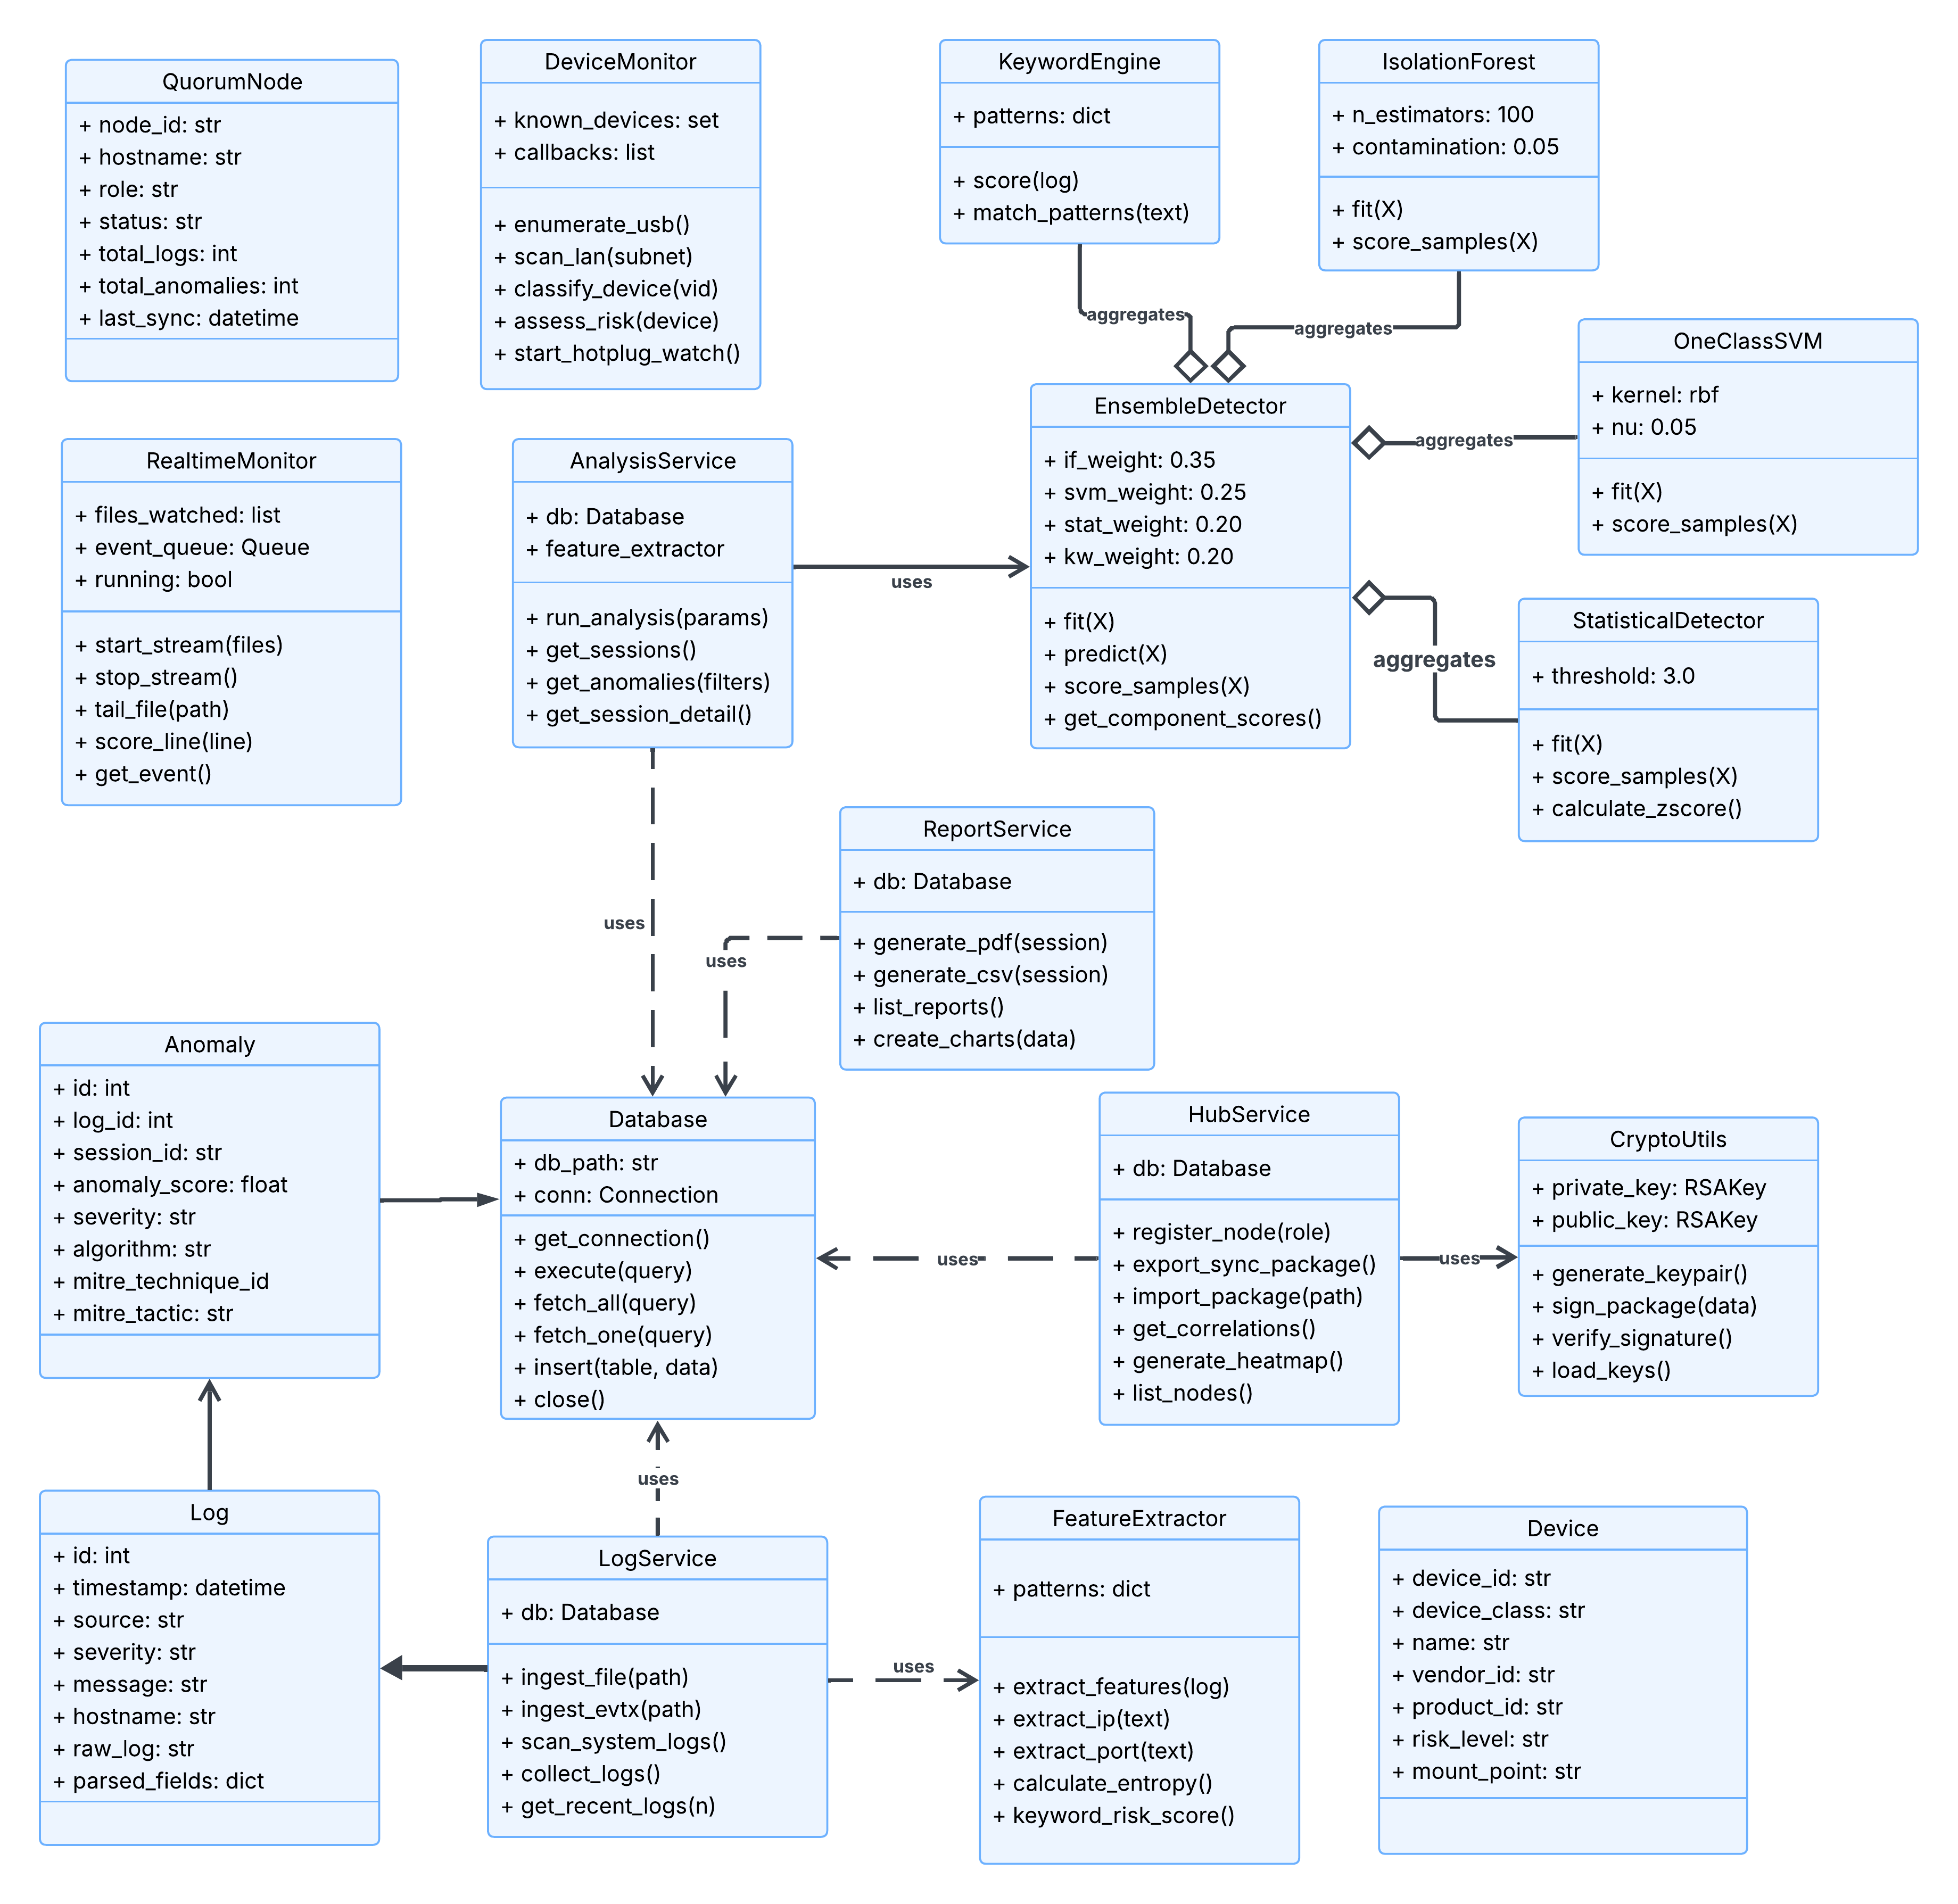 QuorumNode
+ node_id: str
+ hostname: str
+ role: str
+ status: str
+ total_logs: int
+ total_anomalies: int
+ last_sync: datetime
DeviceMonitor
+ known_devices: set
+ callbacks: list
+ enumerate_usb()
+ scan_lan(subnet)
+ classify_device(vid)
+ assess_risk(device)
+ start_hotplug_watch()
KeywordEngine
+ patterns: dict
+ score(log)
+ match_patterns(text)
IsolationForest
+ n_estimators: 100
+ contamination: 0.05
+ fit(X)
+ score_samples(X)
aggregates
aggregates
OneClassSVM
+ kernel: rbf
+ nu: 0.05
+ fit(X)
+ score_samples(X)
RealtimeMonitor
+ files_watched: list
+ event_queue: Queue
+ running: bool
+ start_stream(files)
+ stop_stream()
+ tail_file(path)
+ score_line(line)
+ get_event()
AnalysisService
+ db: Database
+ feature_extractor
+ run_analysis(params)
+ get_sessions()
+ get_anomalies(filters)
+ get_session_detail()
uses
EnsembleDetector
+ if_weight: 0.35
+ svm_weight: 0.25
+ stat_weight: 0.20
+ kw_weight: 0.20
+ fit(X)
+ predict(X)
+ score_samples(X)
+ get_component_scores()
aggregates
aggregates
StatisticalDetector
+ threshold: 3.0
+ fit(X)
+ score_samples(X)
+ calculate_zscore()
uses
uses
ReportService
+ db: Database
+ generate_pdf(session)
+ generate_csv(session)
+ list_reports()
+ create_charts(data)
Anomaly
+ id: int
+ log_id: int
+ session_id: str
+ anomaly_score: float
+ severity: str
+ algorithm: str
+ mitre_technique_id
+ mitre_tactic: str
Database
+ db_path: str
+ conn: Connection
+ get_connection()
+ execute(query)
+ fetch_all(query)
+ fetch_one(query)
+ insert(table, data)
+ close()
uses
HubService
+ db: Database
+ register_node(role)
+ export_sync_package()
+ import_package(path)
+ get_correlations()
+ generate_heatmap()
+ list_nodes()
uses
CryptoUtils
+ private_key: RSAKey
+ public_key: RSAKey
+ generate_keypair()
+ sign_package(data)
+ verify_signature()
+ load_keys()
uses
Log
+ id: int
+ timestamp: datetime
+ source: str
+ severity: str
+ message: str
+ hostname: str
+ raw_log: str
+ parsed_fields: dict
LogService
+ db: Database
+ ingest_file(path)
+ ingest_evtx(path)
+ scan_system_logs()
+ collect_logs()
+ get_recent_logs(n)
uses
FeatureExtractor
+ patterns: dict
+ extract_features(log)
+ extract_ip(text)
+ extract_port(text)
+ calculate_entropy()
+ keyword_risk_score()
Device
+ device_id: str
+ device_class: str
+ name: str
+ vendor_id: str
+ product_id: str
+ risk_level: str
+ mount_point: str